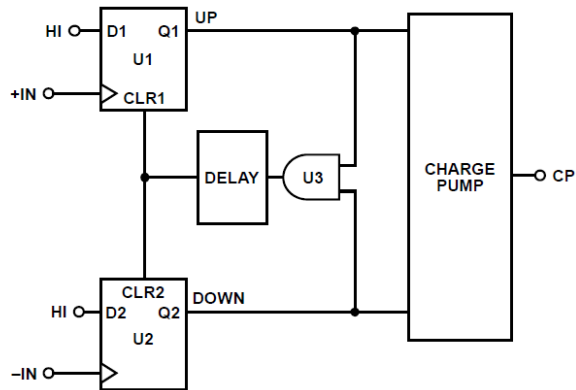 UP
HI
D1
Q1
U1
+IN
CLR1
DELAY
U3
CHARGE
PUMP
CP
CLR2
DOWN
HI
D2
Q2
U2
–IN